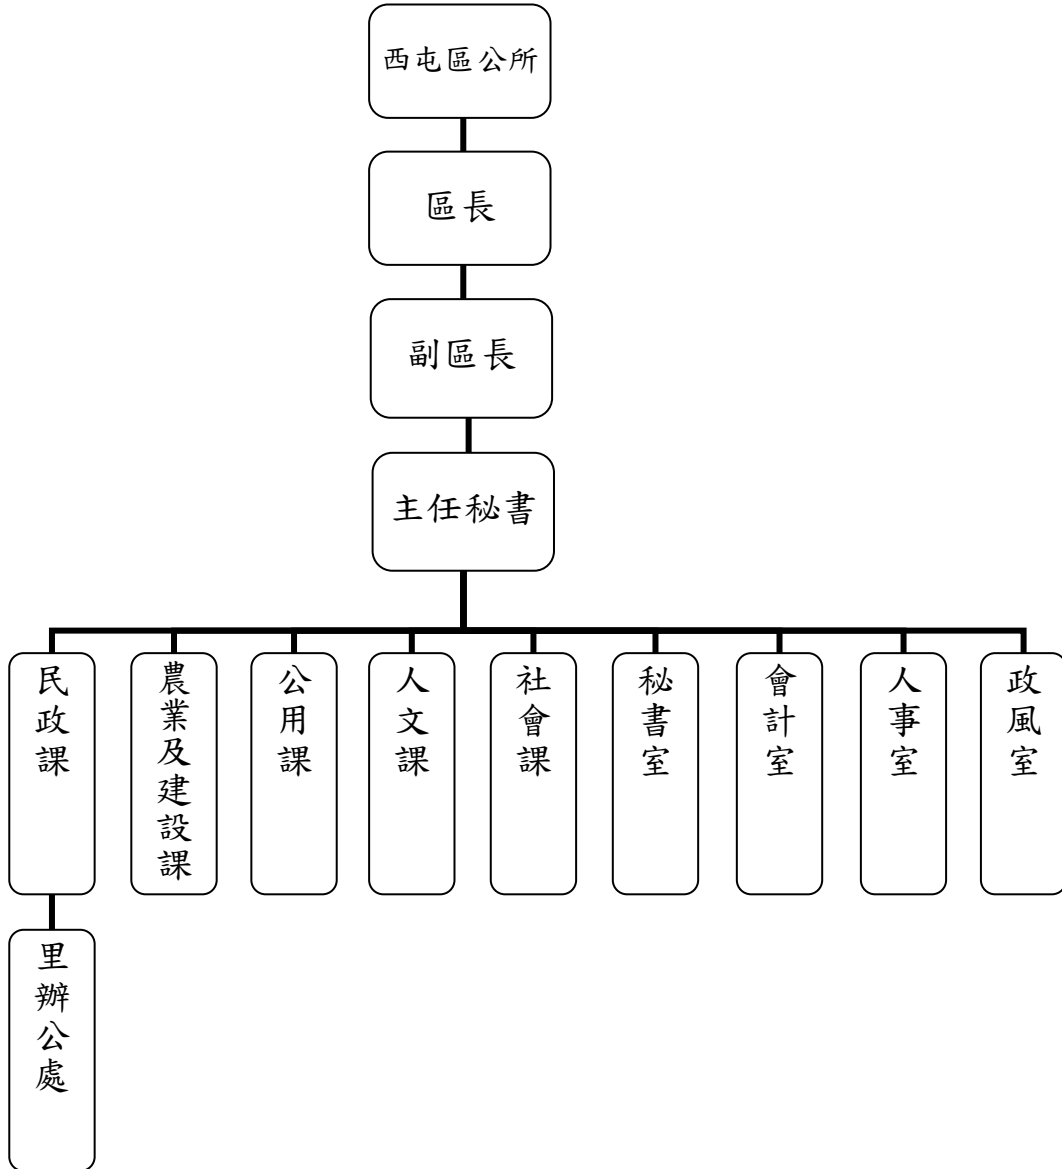 西屯區公所
區長
副區長
主任秘書
民政課
農業及建設課
公用課
人文課
社會課
秘書室
會計室
人事室
政風室
里辦公處